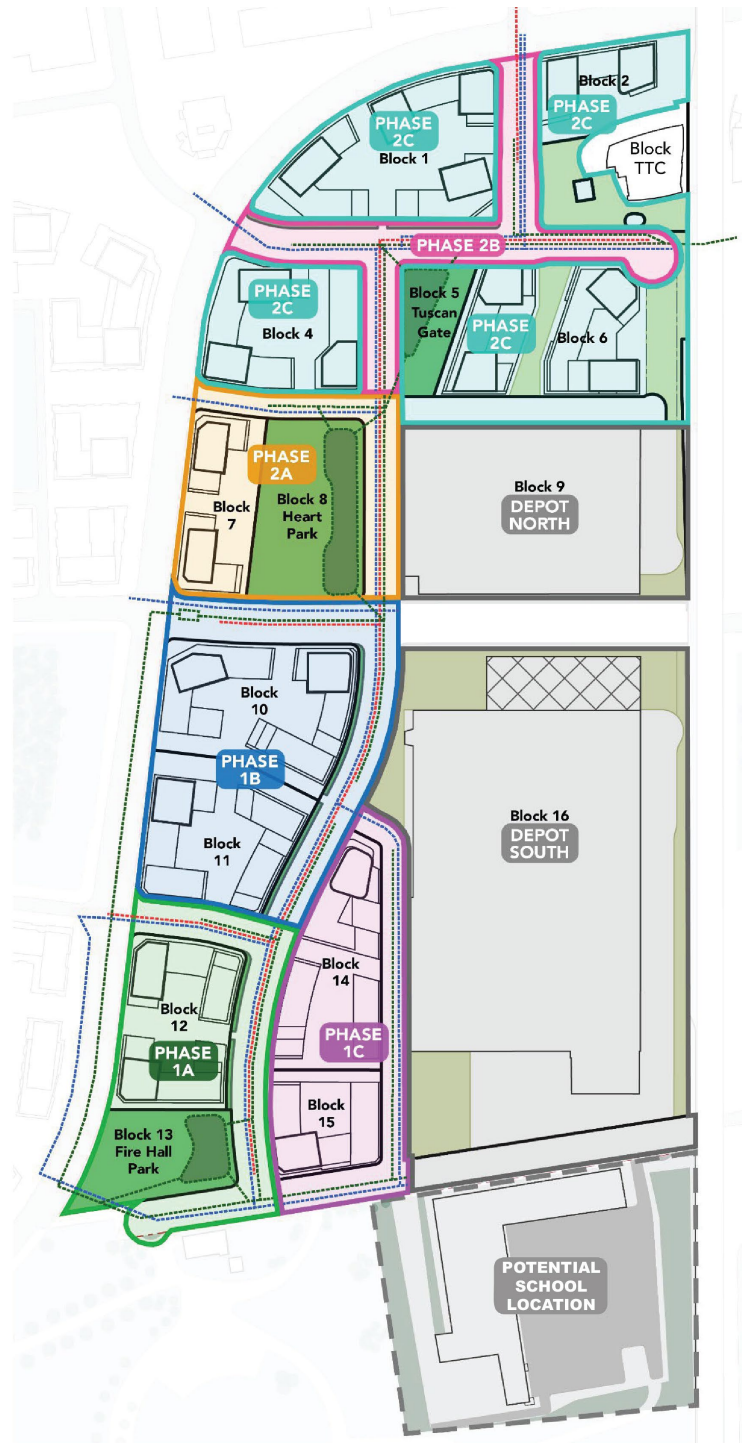 Block 2
PHASE
2C
PHASE
2C
Block 1
Block
TTC
PHASE 2B
PHASE
2C
Block 4
Block 5
Tuscan
Gate
PHASE
2C
Block 6
PHASE
2A
Block
7
Block 8
Heart
Park
Block 9
DEPOT
NORTH
Block
10
PHASE
1B
Block
11
Block 16
DEPOT
SOUTH
Block
14
Block
12
PHASE
1A
PHASE
1C
Block
15
Block 13
Fire Hall
Park
POTENTIAL
SCHOOL
LOCATION